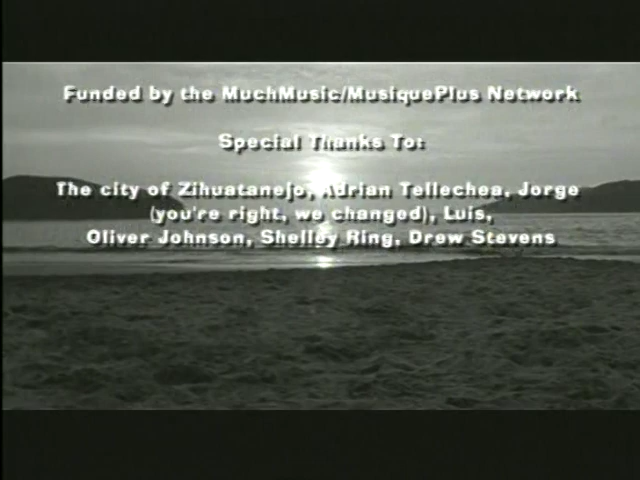 Funded by the MuchMusic/MusiquePlus Network
Special Thanks To:
The city of Zihuatanejo, Adrian Tellechea, Jorge
(you're right, we changed), Luis,
Oliver Johnson, Shelley Ring, Drew Stevens